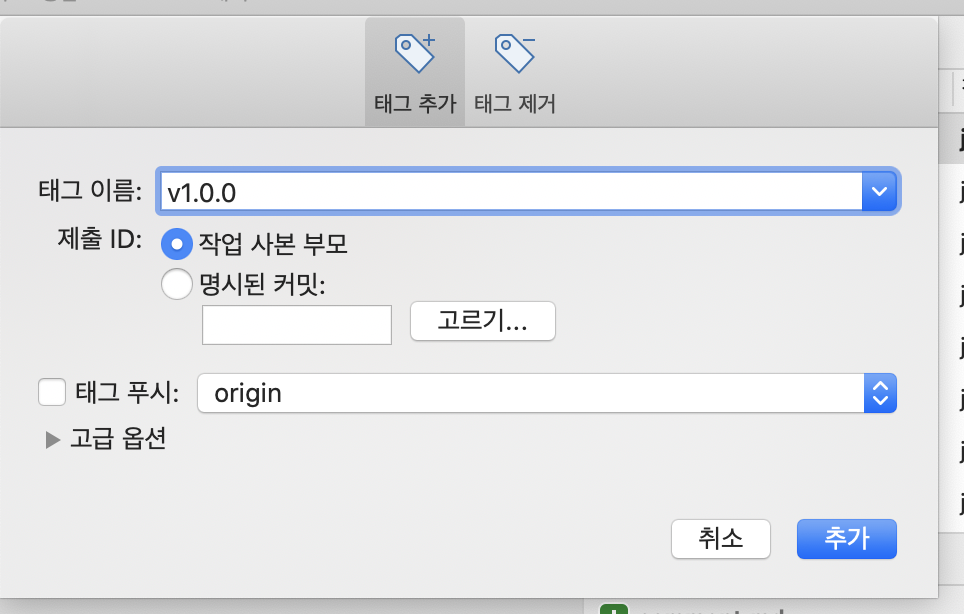 태그 추가 태그 제거
태그 이름: v1.0.0
제출 ID: 작업 사본 부모
명시된 커밋:
고르기...
태그 푸시: origin
고급 옵션
취소 추가